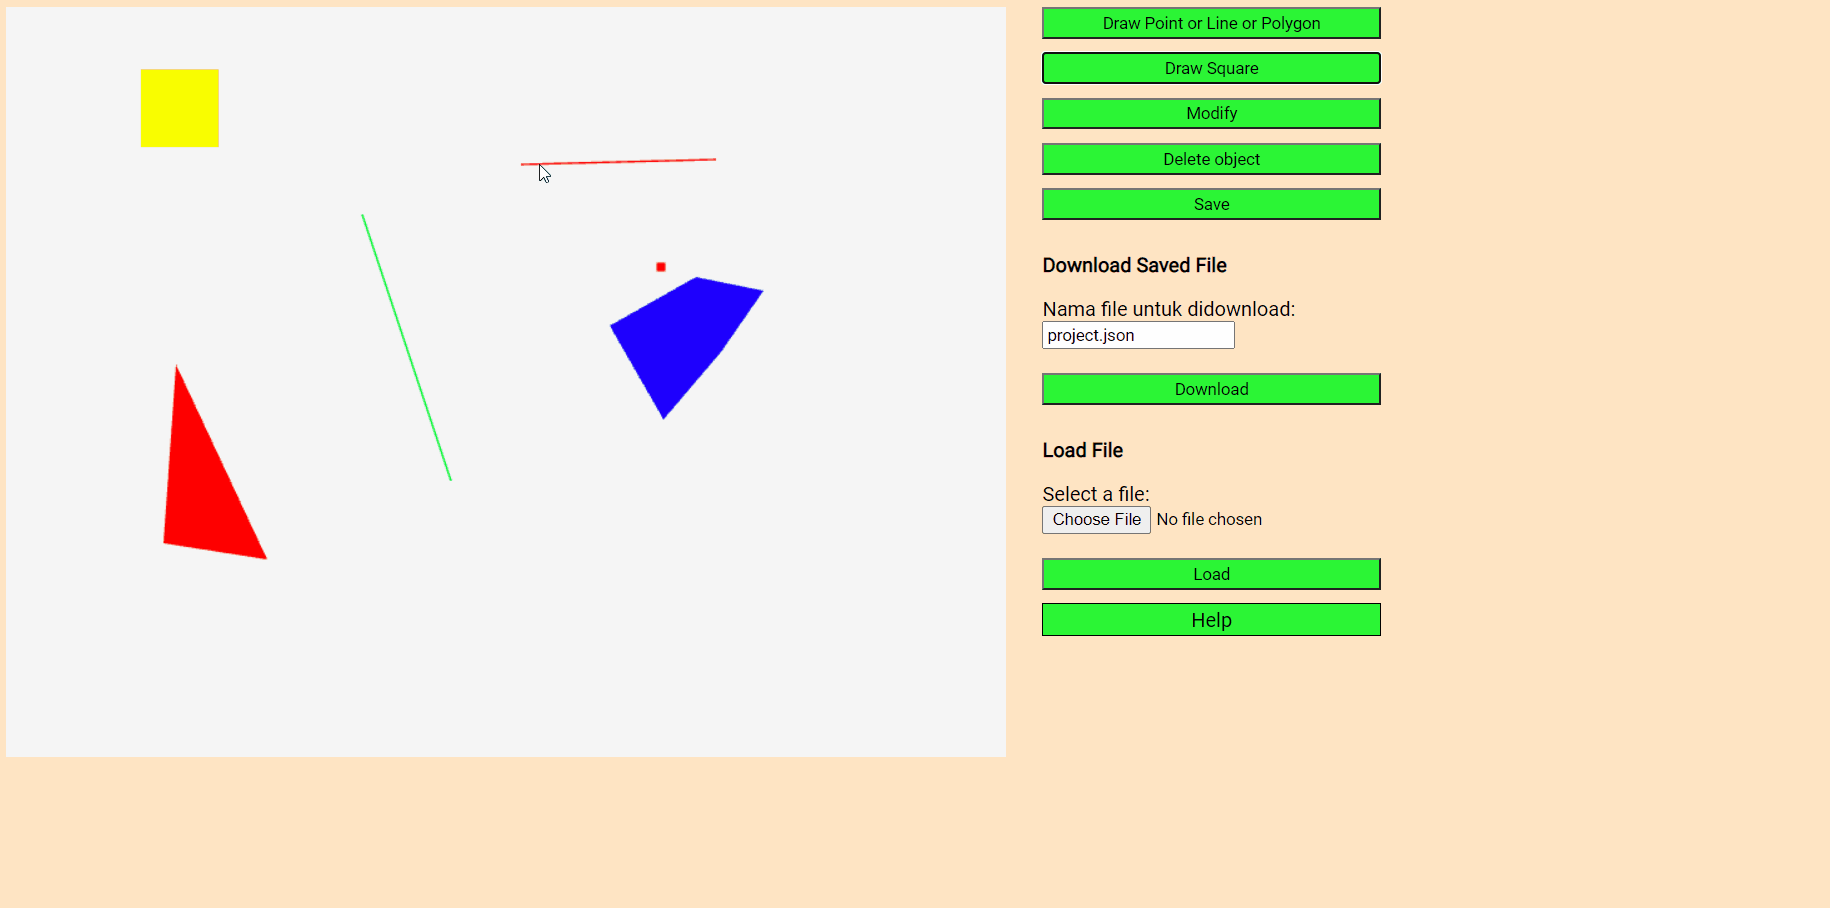 Draw Point or Line or Polygon
Draw Square
Modify
Delete object
Save
Download Saved File
Nama file untuk didownload:
project.json
Download
Load File
Select a file:
Choose File No file chosen
Load
Help